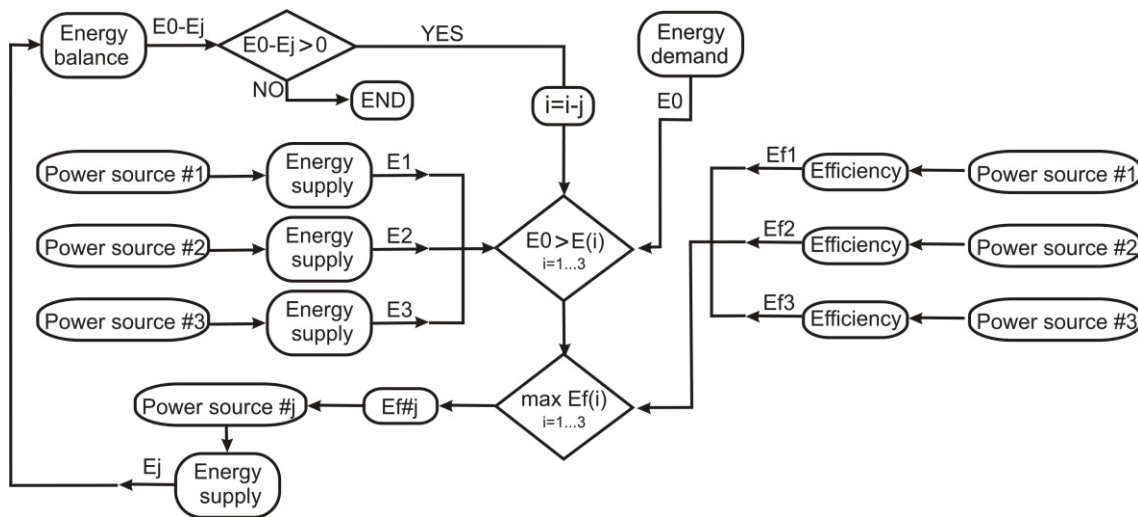 Energy
balance
E0-Ej
E0-Ej>0
YES
NO
END
i=i-j
Energy
demand
E0
Power source #1
Energy
supply
E1
Power source #2
Energy
supply
E2
Power source #3
Energy
supply
E3
E0>E(i)
i=1...3
Ef1
Efficiency
Power source #1
Ef2
Efficiency
Power source #2
Ef3
Efficiency
Power source #3
max Ef(i)
i=1...3
Ef#j
Power source #j
Energy
supply
Ej